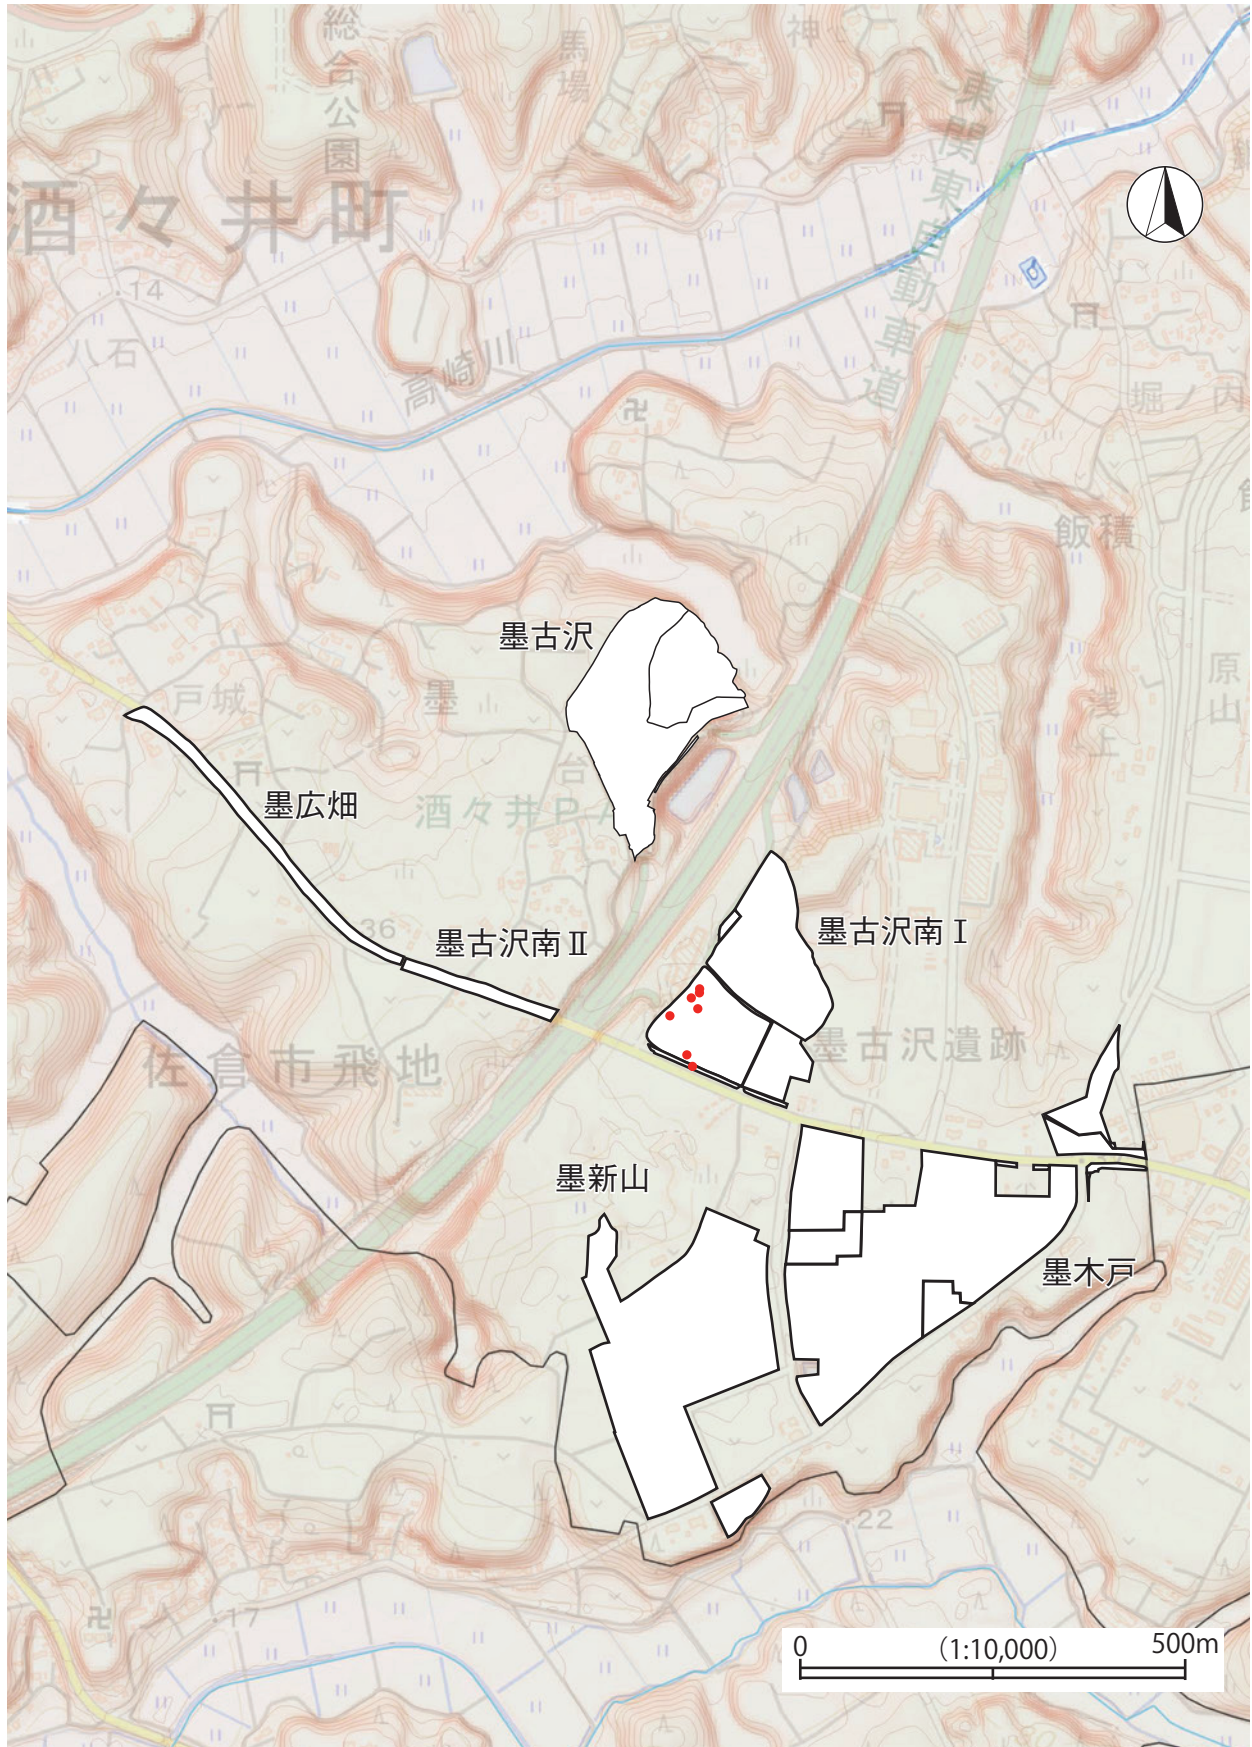 総合公園
馬場
神
東関東自動車道
酒々井町
14
八石
高崎川
堀ノ内
飯積
墨古沢
戸城
墨
原山
浅上
墨広畑
台
酒々井PA
36
墨古沢南Ⅱ
墨古沢南Ⅰ
佐倉市飛地
墨古沢遺跡
墨新山
墨木戸
22
17
0 (1:10,000) 500m